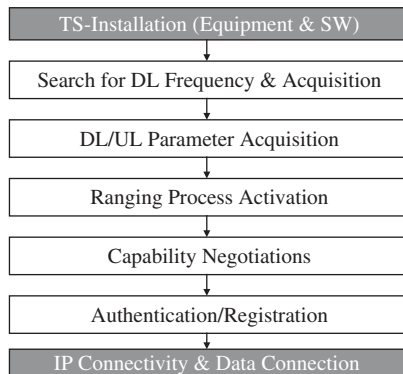 TS-Installation (Equipment & SW)
Search for DL Frequency & Acquisition
DL/UL Parameter Acquisition
Ranging Process Activation
Capability Negotiations
Authentication/Registration
IP Connectivity & Data Connection